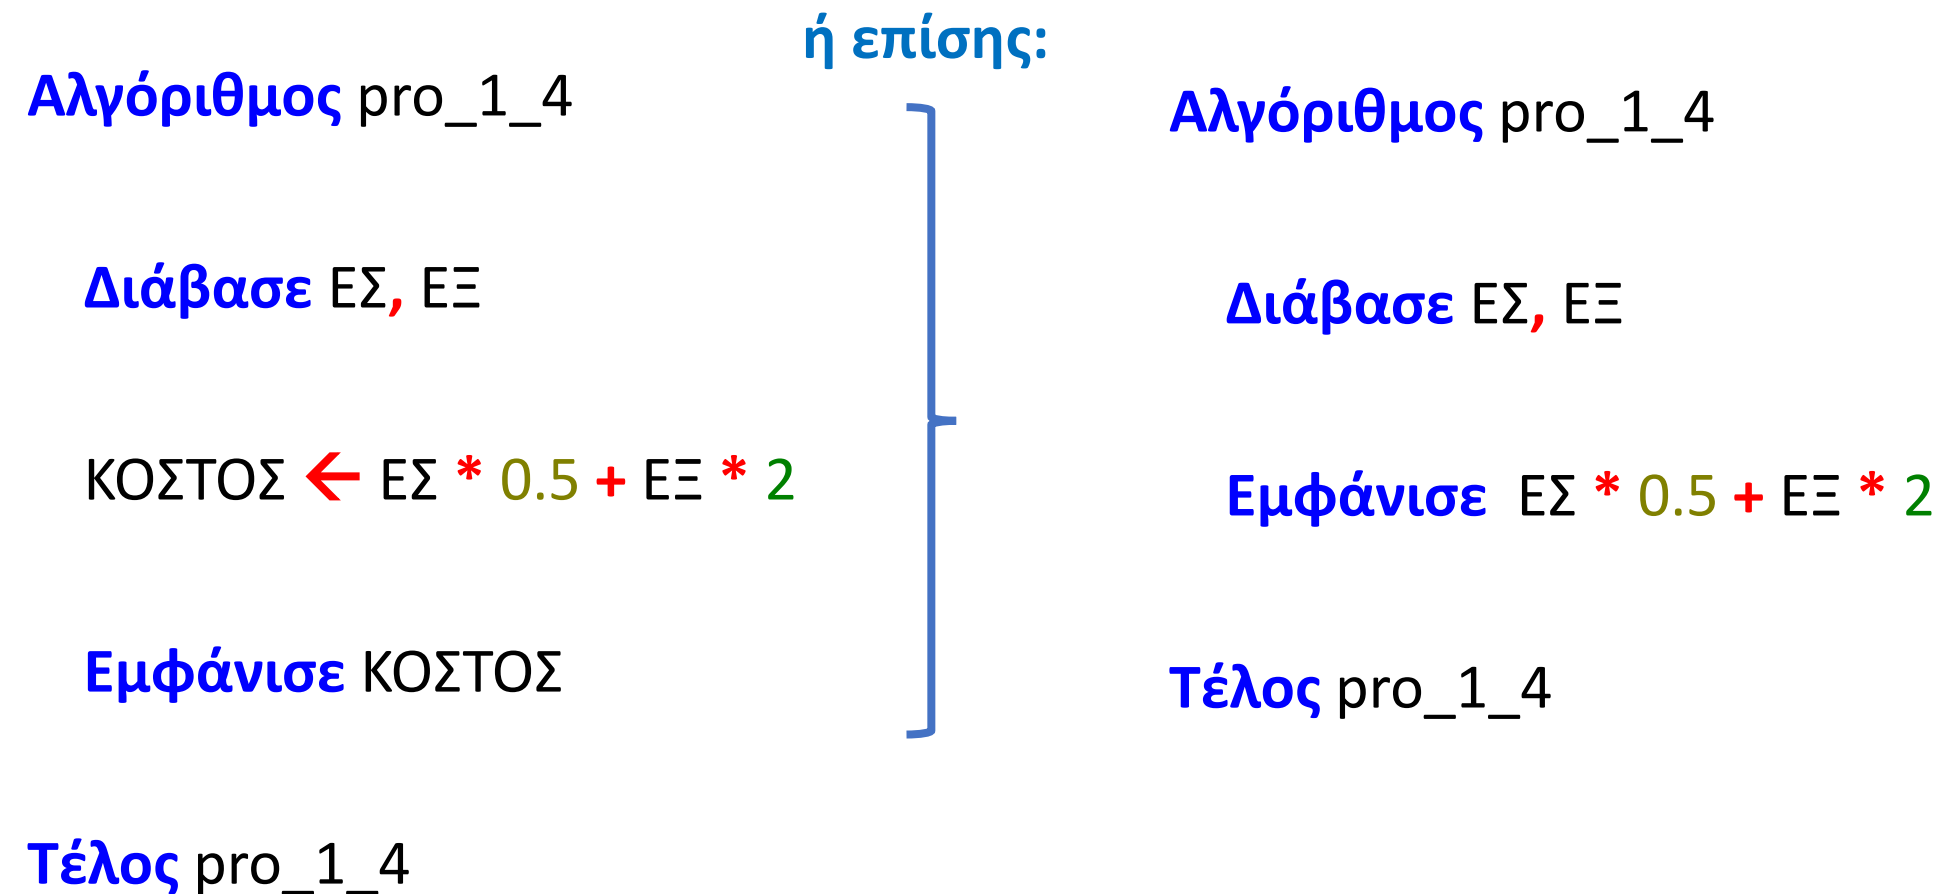 Αλγόριθμος pro_1_4
Διάβασε ΕΣ, ΕΞ
ΚΟΣΤΟΣ ← ΕΣ * 0.5 + ΕΞ * 2
Εμφάνισε ΚΟΣΤΟΣ
Τέλος pro_1_4
ή επίσης:
Αλγόριθμος pro_1_4
Διάβασε ΕΣ, ΕΞ
Εμφάνισε ΕΣ * 0.5 + ΕΞ * 2
Τέλος pro_1_4